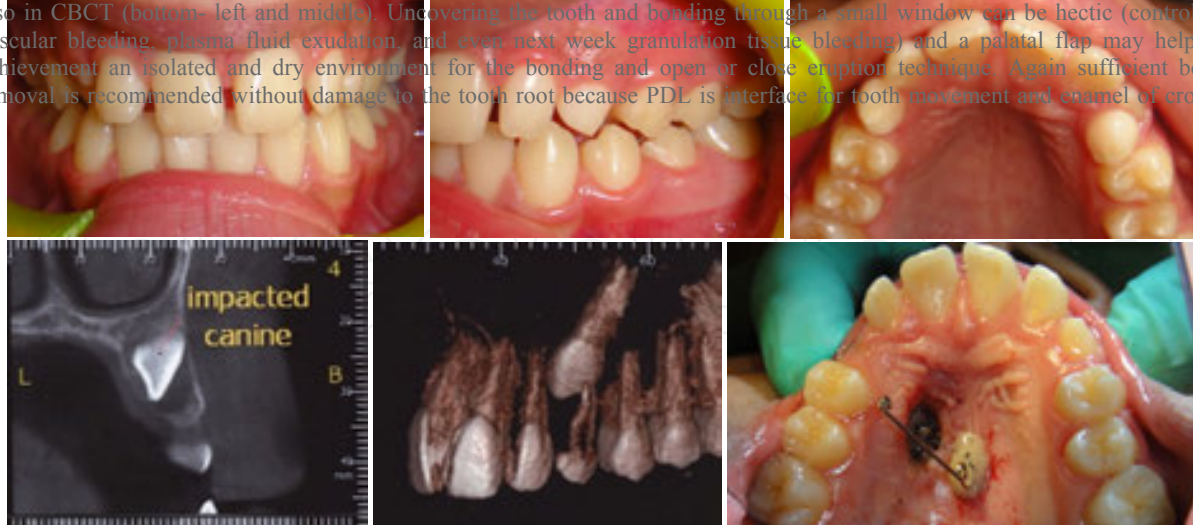 so in CBCT (bottom- left and middle). Uncovering the tooth and bonding through a small window can be hectic (contro
scular bleeding, plasma fluid exudation, and even next week granulation tissue bleeding) and a palatal flap may help
hievement an isolated and dry environment for the bonding and open or close eruption technique. Again sufficient bo
moval is recommended without damage to the tooth root because PDL is interface for tooth movement and enamel of cro
4
impacted
canine
L
B